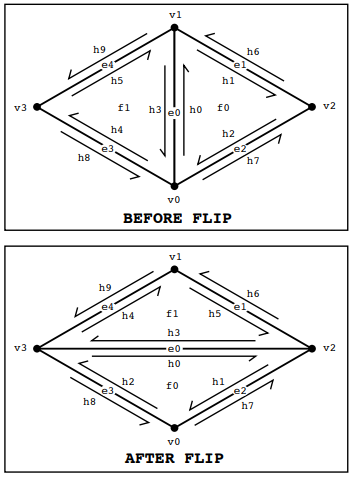 v1
h9
h6
e4
e1
h5
h1
v3
f1
h3
e0
h0
f0
v2
h4
h2
e3
e2
h8
h7
v0
BEFORE FLIP
v1
h9
h6
e4
e1
h4
f1
h5
h3
v3
e0
v2
h0
f0
h2
h1
e3
e2
h8
h7
v0
AFTER FLIP